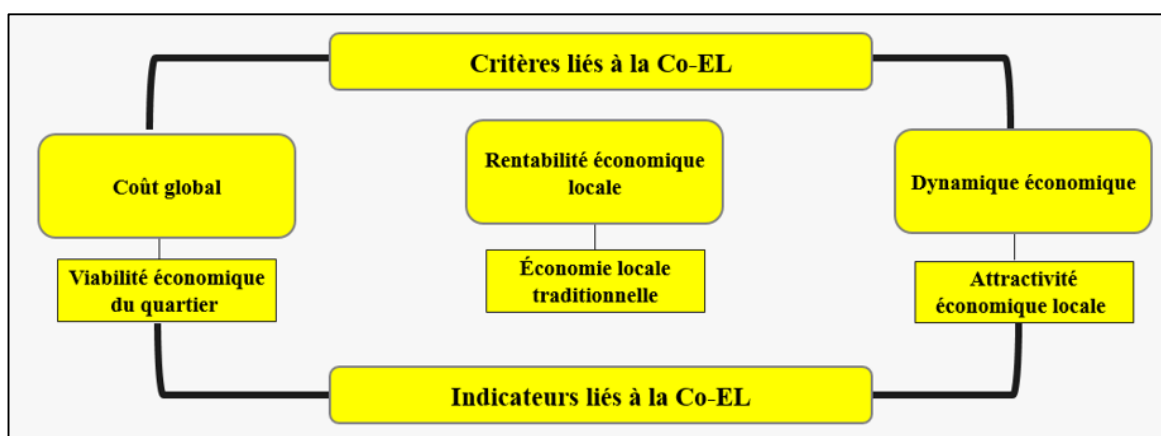 Critères liés à la Co-EL
Coût global
Rentabilité économique
locale
Dynamique économique
Viabilité économique
du quartier
Économie locale
traditionnelle
Attractivité
économique locale
Indicateurs liés à la Co-EL